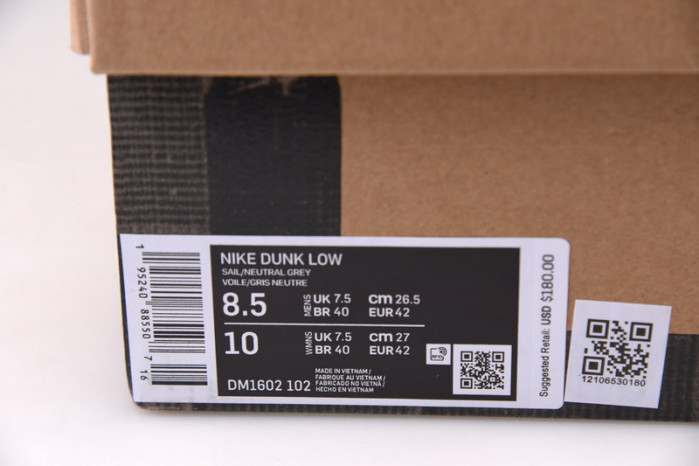 NIKE DUNK LOW
SAIL/NEUTRAL GREY
VOILE/GRIS NEUTRE
8.5 MENS UK 7.5 cm 26.5
BR 40 EUR 42
10 WMNS UK 7.5 cm 27
BR 40 EUR 42
DM1602 102
MADE IN VIETNAM/
FABRIQUE AU VIETNAM/
FABRICADO NO VIETNÃ/
HECHO EN VIETNAM
1 95240 88550 7 16
Suggested Retail: USD $180.00
12106530180